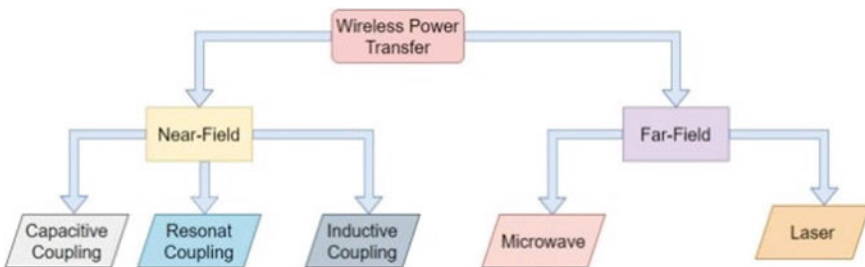 Wireless Power
Transfer
Near-Field
Far-Field
Capacitive
Coupling
Resonat
Coupling
Inductive
Coupling
Microwave
Laser